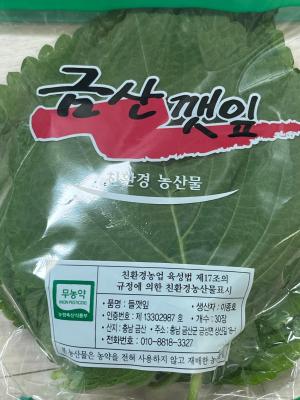 금산 깻잎
친환경 농산물
친환경농업 육성법 제17조의
규정에 의한 친환경농산물표시
무농약
NON PESTICIDE
농림축산식품부
· 품명 : 들깻잎 · 생산자 : 이종호
· 인증번호 : 제 13302987 호 · 개수 : 30장
· 산지 : 충남 금산 · 주소 : 충남 금산군 금성면
· 전화번호 : 010-8818-3327
본 농산물은 농약을 전혀 사용하지 않고 재배한